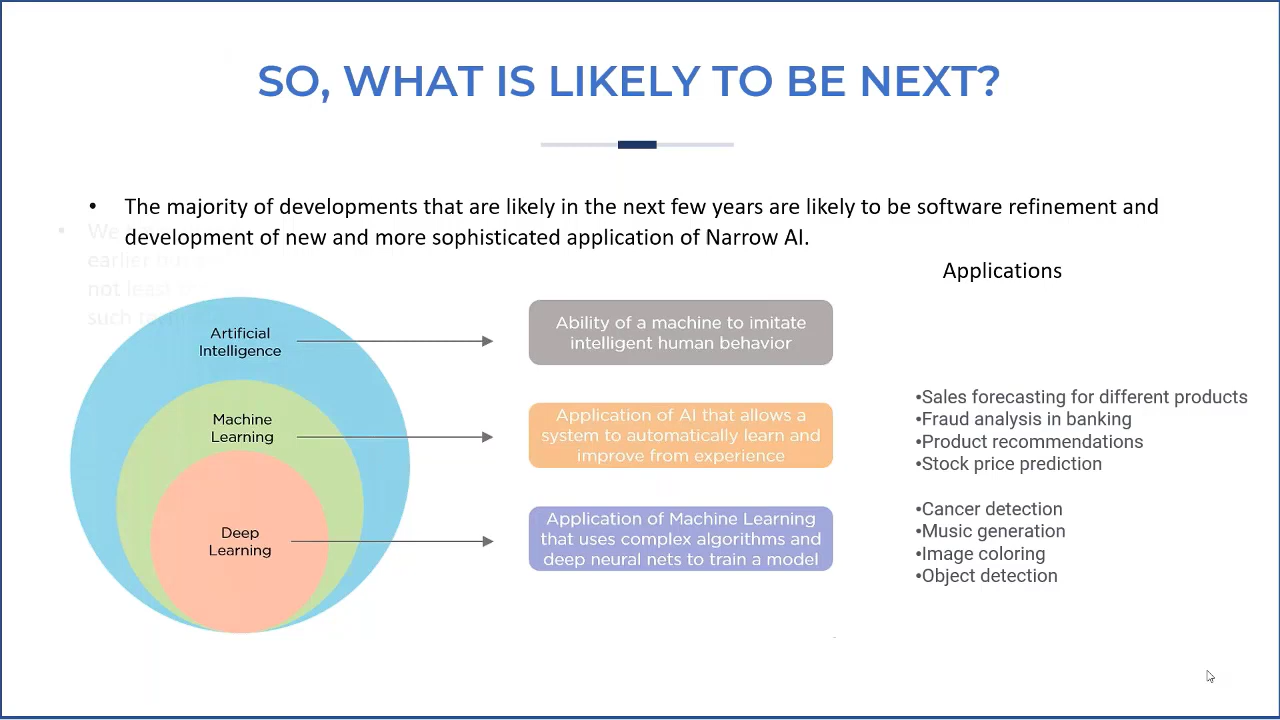 SO, WHAT IS LIKELY TO BE NEXT?
• The majority of developments that are likely in the next few years are likely to be software refinement and
development of new and more sophisticated application of Narrow AI.
▪ We
earlier
not least
such
Applications
Artificial
Intelligence
Ability of a machine to imitate
intelligent human behavior
Machine
Learning
Application of AI that allows a
system to automatically learn and
improve from experience
•Sales forecasting for different products
•Fraud analysis in banking
•Product recommendations
•Stock price prediction
Deep
Learning
Application of Machine Learning
that uses complex algorithms and
deep neural nets to train a model
•Cancer detection
•Music generation
•Image coloring
•Object detection